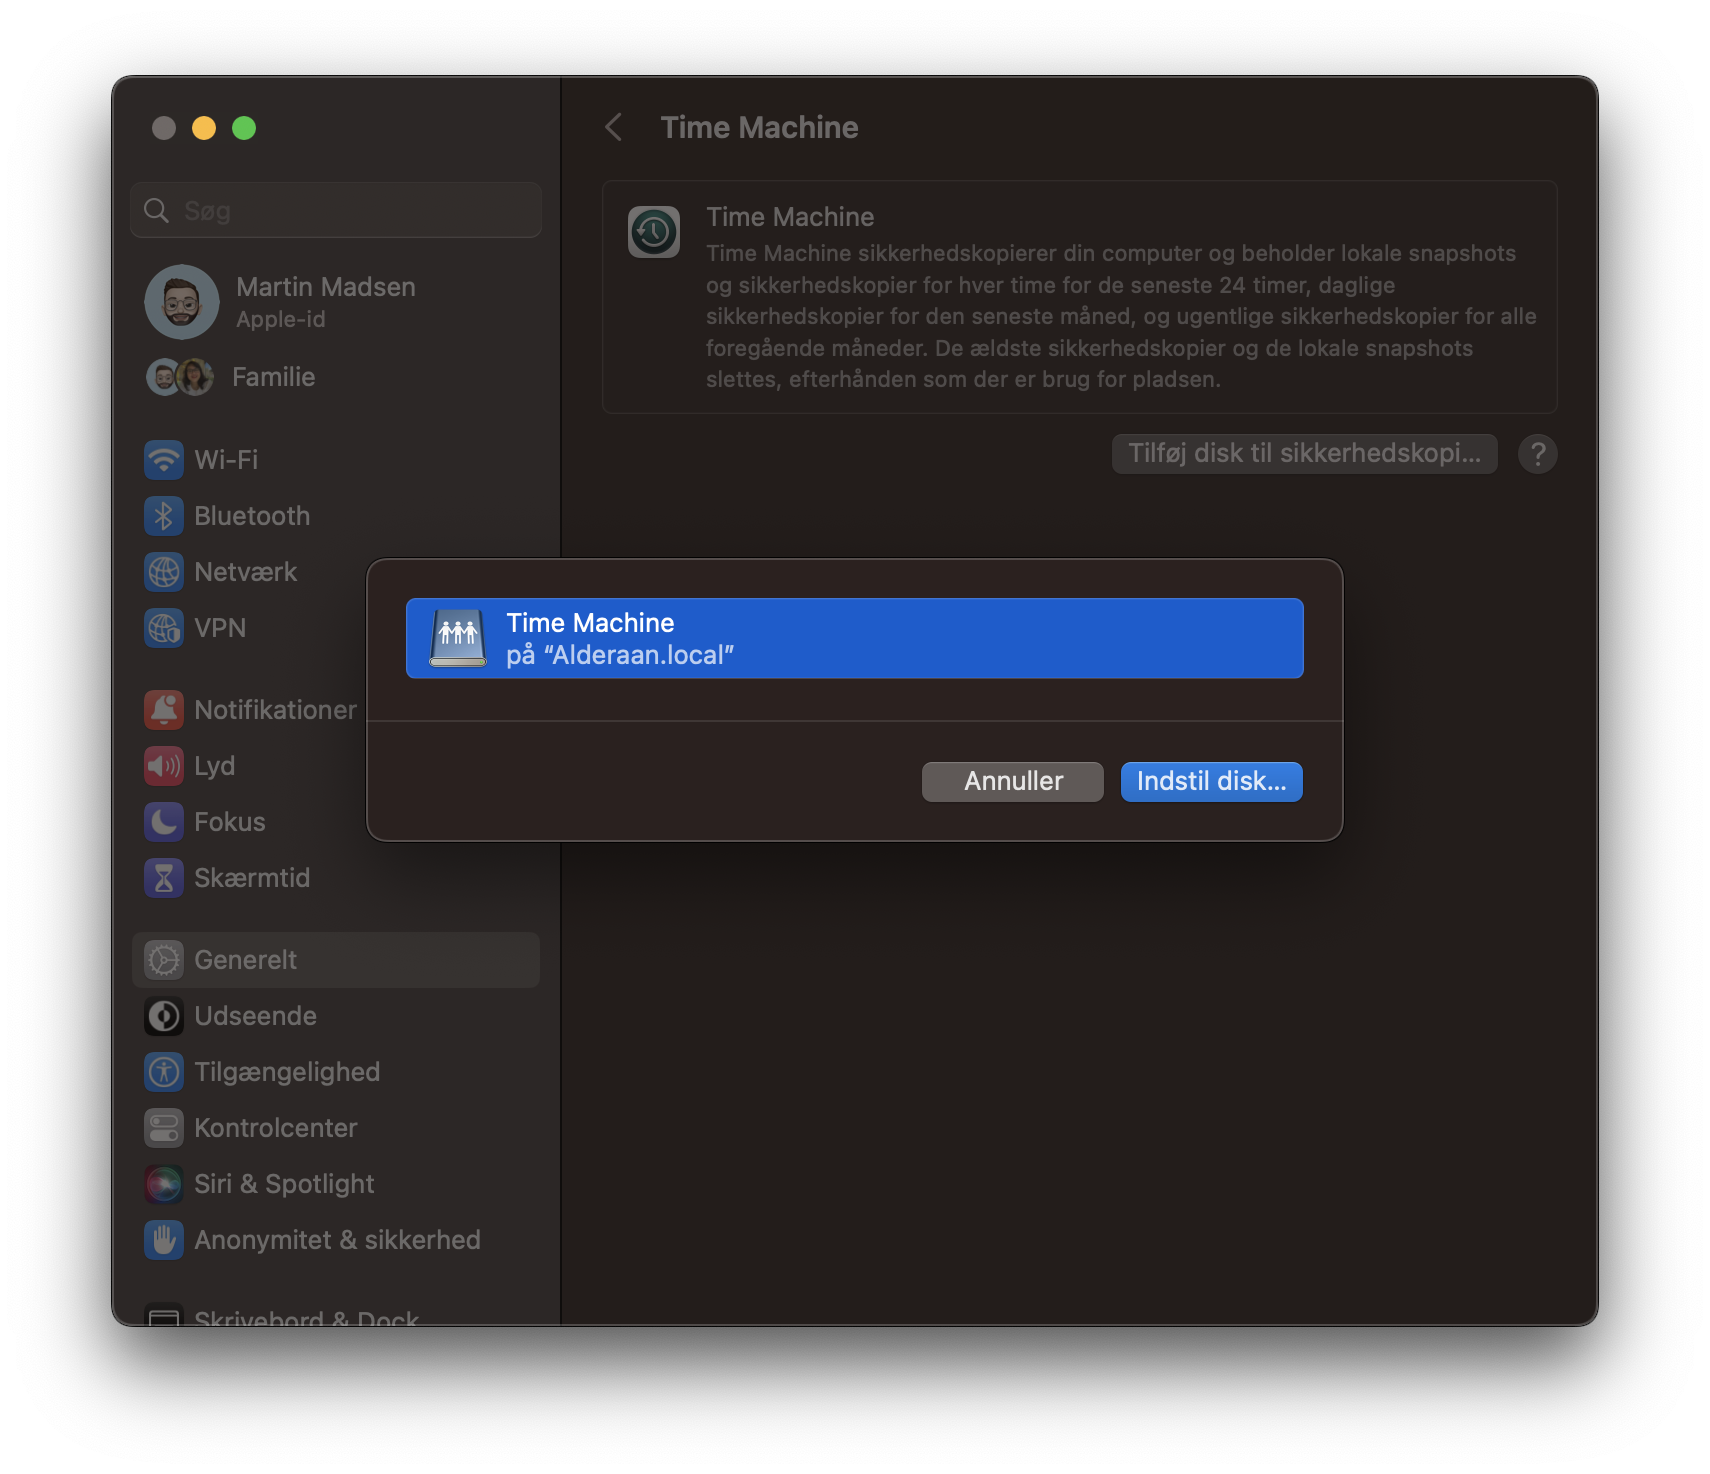 Søg
Martin Madsen
Apple-id
Familie
Wi-Fi
Bluetooth
Netværk
VPN
Notifikationer
Lyd
Fokus
Skærmtid
Generelt
Udseende
Tilgængelighed
Kontrolcenter
Siri & Spotlight
Anonymitet & sikkerhed
Skrivebord & Dock
Time Machine
Time Machine
Time Machine sikkerhedskopierer din computer og beholder lokale snapshots
og sikkerhedskopier for hver time for de seneste 24 timer, daglige
sikkerhedskopier for den seneste måned, og ugentlige sikkerhedskopier for alle
foregående måneder. De ældste sikkerhedskopier og de lokale snapshots
slettes, efterhånden som der er brug for pladsen.
Tilføj disk til sikkerhedskopi...
?
Time Machine
på “Alderaan.local”
Annuller
Indstil disk...